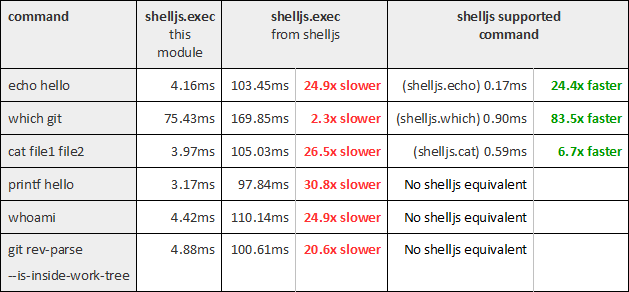 command shelljs.exec this module shelljs.exec from shelljs shelljs supported command
echo hello 4.16ms 103.45ms 24.9x slower (shelljs.echo) 0.17ms 24.4x faster
which git 75.43ms 169.85ms 2.3x slower (shelljs.which) 0.90ms 83.5x faster
cat file1 file2 3.97ms 105.03ms 26.5x slower (shelljs.cat) 0.59ms 6.7x faster
printf hello 3.17ms 97.84ms 30.8x slower No shelljs equivalent
whoami 4.42ms 110.14ms 24.9x slower No shelljs equivalent
git rev-parse 4.88ms 100.61ms 20.6x slower No shelljs equivalent
--is-inside-work-tree